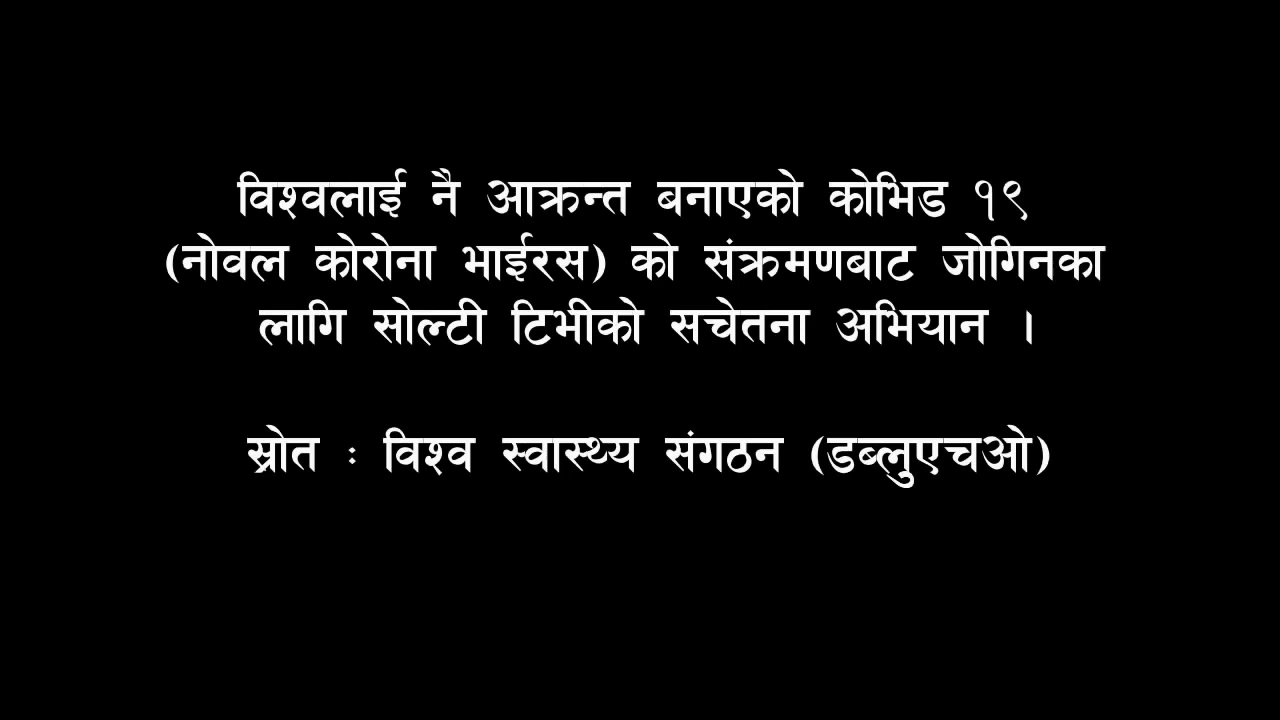 विश्वलाई नै आक्रन्त बनाएको कोभिड १९
(नोवल कोरोना भाईरस) को संक्रमणबाट जोगिनका
लागि सोल्टी टिभीको सचेतना अभियान ।
स्रोत : विश्व स्वास्थ्य संगठन (डब्लुएचओ)